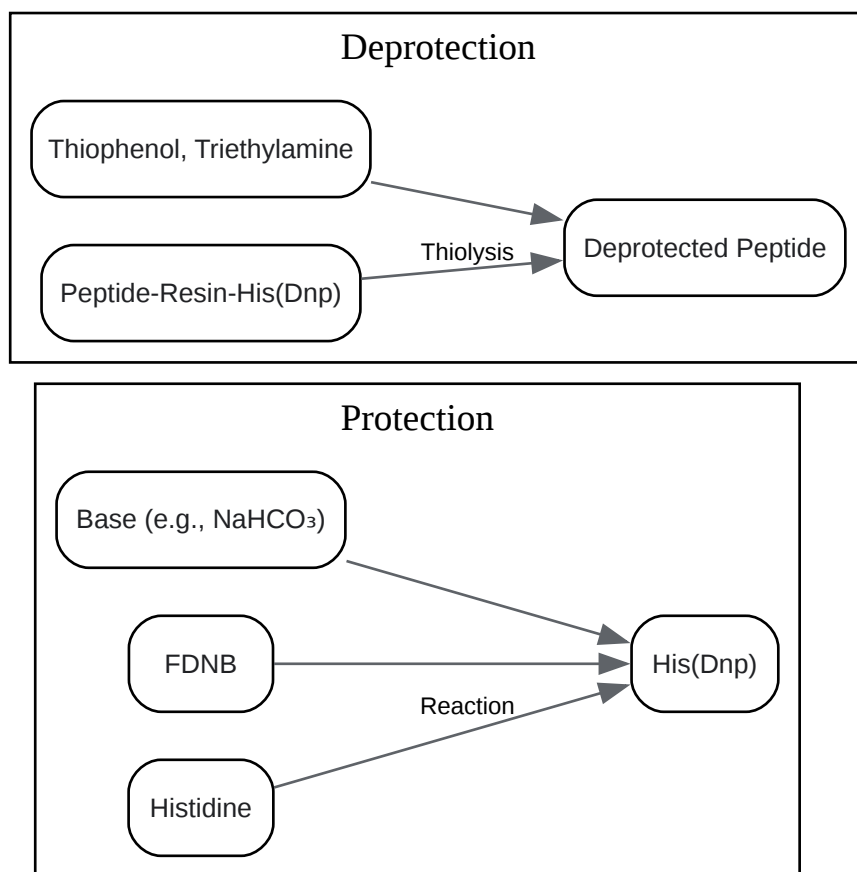 Deprotection
Thiophenol, Triethylamine
Thiolysis
Deprotected Peptide
Peptide-Resin-His(Dnp)
Protection
Base (e.g., NaHCO₃)
FDNB
His(Dnp)
Reaction
Histidine